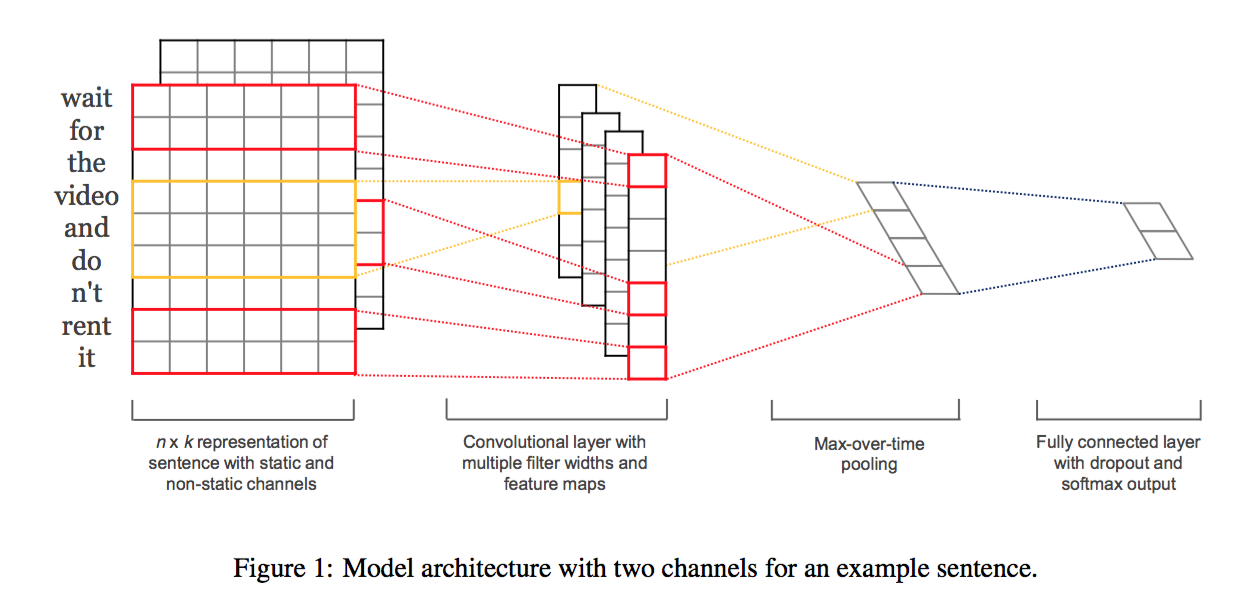 wait
for
the
video
and
do
n't
rent
it
n x k representation of
sentence with static and
non-static channels
Convolutional layer with
multiple filter widths and
feature maps
Max-over-time
pooling
Fully connected layer
with dropout and
softmax output
Figure 1: Model architecture with two channels for an example sentence.